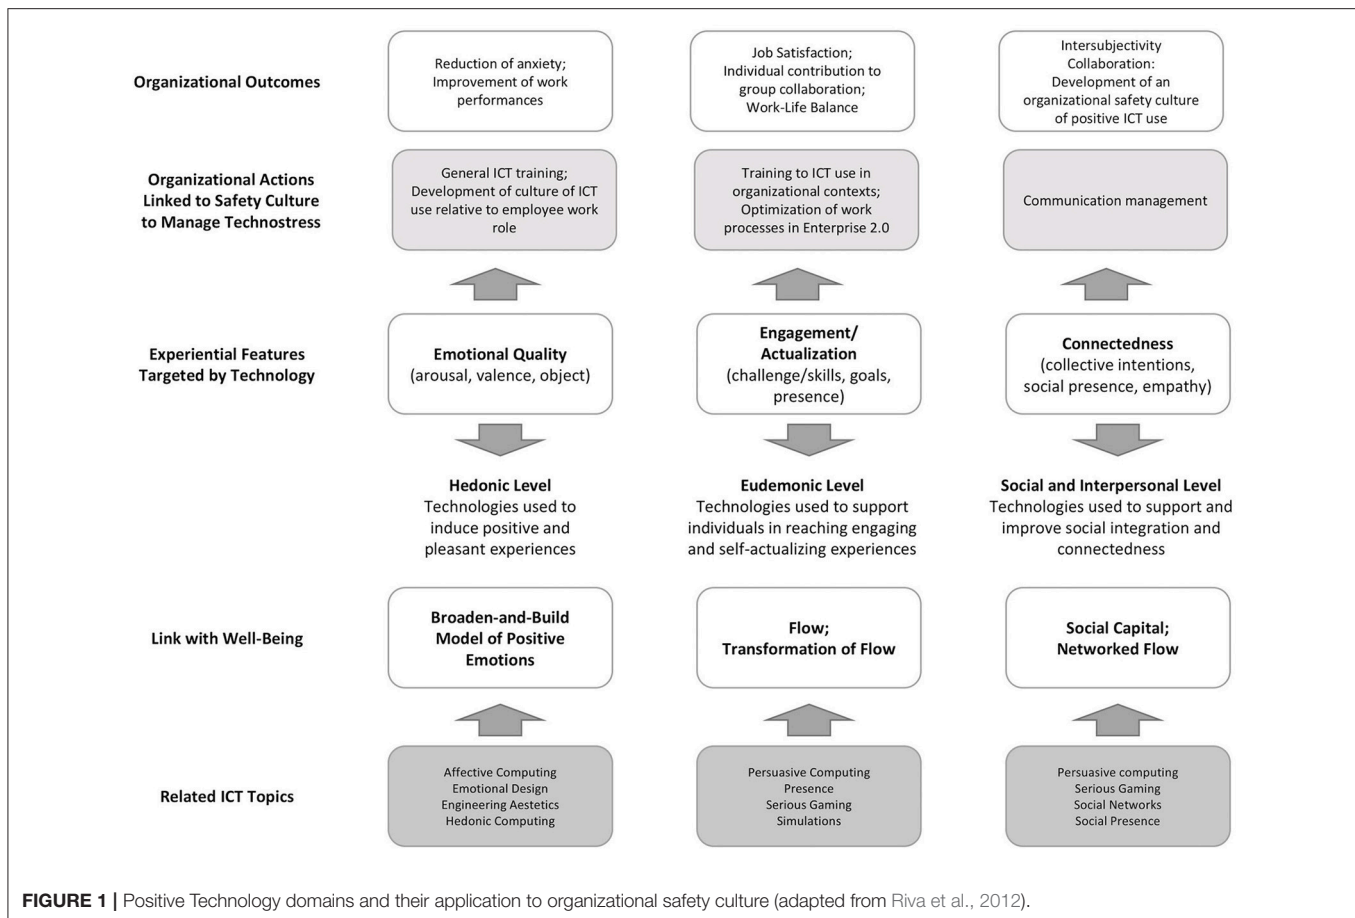 Organizational Outcomes
Reduction of anxiety;
Improvement of work
performances
Job Satisfaction;
Individual contribution to
group collaboration;
Work-Life Balance
Intersubjectivity
Collaboration:
Development of an
organizational safety culture
of positive ICT use
Organizational Actions
Linked to Safety Culture
to Manage Technostress
General ICT training;
Development of culture of ICT
use relative to employee work
role
Training to ICT use in
organizational contexts;
Optimization of work
processes in Enterprise 2.0
Communication management
Experiential Features
Targeted by Technology
Emotional Quality
(arousal, valence, object)
Engagement/
Actualization
(challenge/skills, goals,
presence)
Connectedness
(collective intentions,
social presence, empathy)
Hedonic Level
Technologies used to
induce positive and
pleasant experiences
Eudemonic Level
Technologies used to support
individuals in reaching engaging
and self-actualizing experiences
Social and Interpersonal Level
Technologies used to support and
improve social integration and
connectedness
Link with Well-Being
Broaden-and-Build
Model of Positive
Emotions
Flow;
Transformation of Flow
Social Capital;
Networked Flow
Related ICT Topics
Affective Computing
Emotional Design
Engineering Aestetics
Hedonic Computing
Persuasive Computing
Presence
Serious Gaming
Simulations
Persuasive computing
Serious Gaming
Social Networks
Social Presence
FIGURE 1 | Positive Technology domains and their application to organizational safety culture (adapted from Riva et al., 2012).